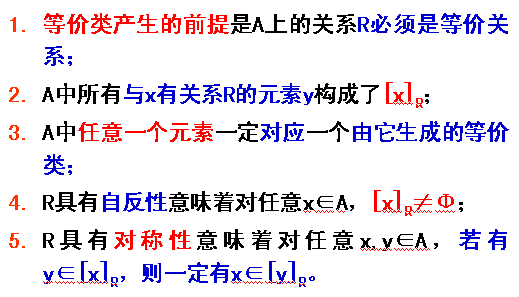 1. 等价类产生的前提是A上的关系R必须是等价关
系；
2. A中所有与x有关系R的元素y构成了[x]R；
3. A中任意一个元素一定对应一个由它生成的等价
类；
4. R具有自反性意味着对任意x∈A，[x]R≠Φ；
5. R具有对称性意味着对任意x,y∈A，若有
y∈[x]R，则一定有x∈[y]R。